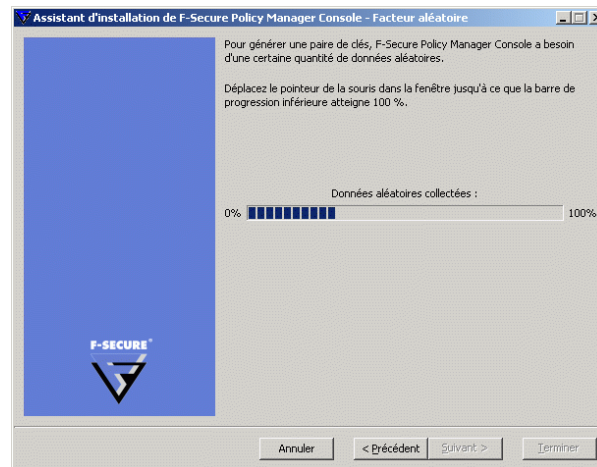 Assistant d'installation de F-Secure Policy Manager Console - Facteur aléatoire
Pour générer une paire de clés, F-Secure Policy Manager Console a besoin
d'une certaine quantité de données aléatoires.
Déplacez le pointeur de la souris dans la fenêtre jusqu'à ce que la barre de
progression inférieure atteigne 100 %.
Données aléatoires collectées :
0% 100%
F-SECURE®
Annuler < Précédent Suivant > Terminer